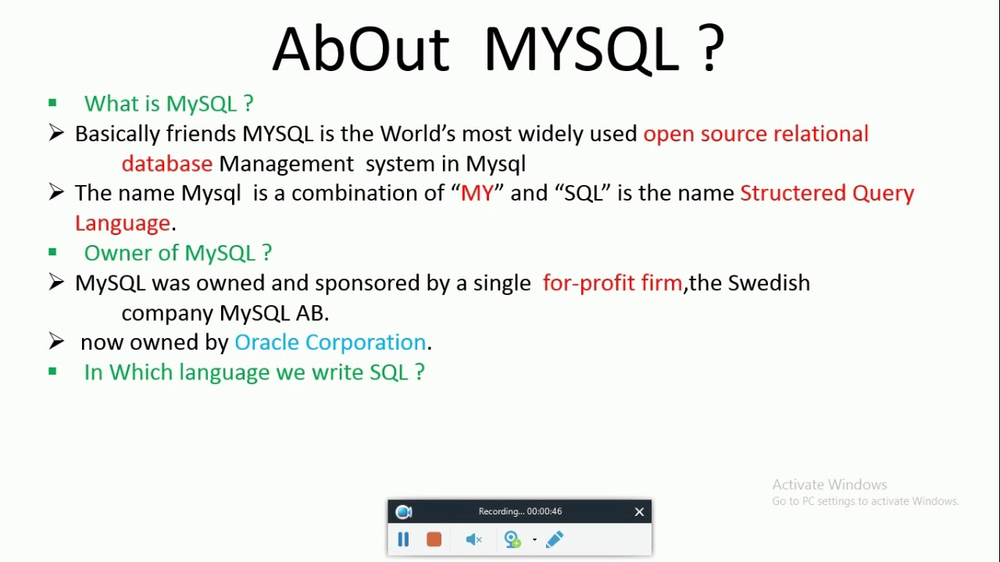 AbOut MYSQL ?
What is MySQL ?
Basically friends MYSQL is the World’s most widely used open source relational
database Management system in Mysql
The name Mysql is a combination of “MY” and “SQL” is the name Structered Query
Language.
Owner of MySQL ?
MySQL was owned and sponsored by a single for-profit firm,the Swedish
company MySQL AB.
now owned by Oracle Corporation.
In Which language we write SQL ?
Activate Windows
Go to PC settings to activate Windows.
Recording... 00:00:46